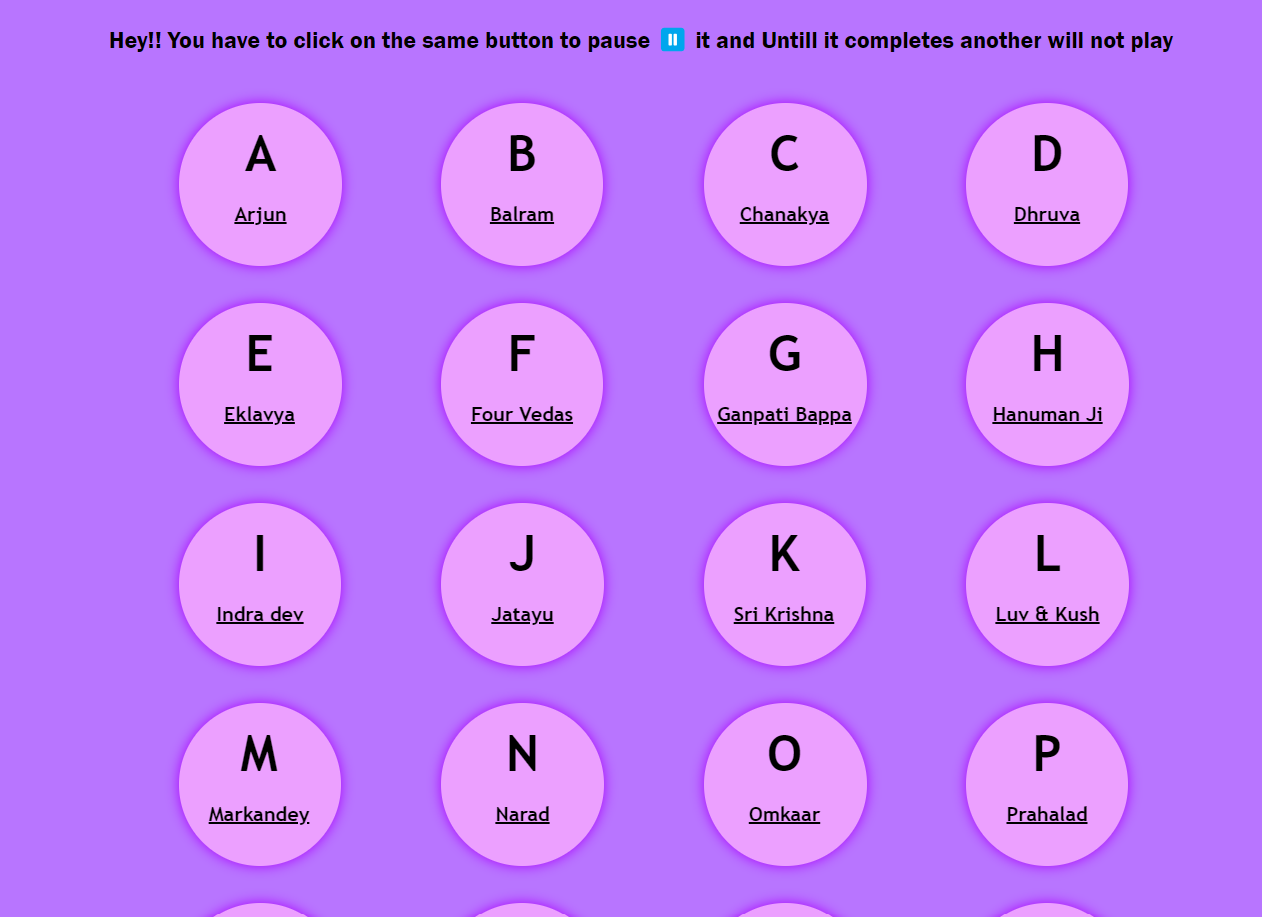 Hey!! You have to click on the same button to pause ⏸ it and Untill it completes another will not play
A B C D
Arjun Balram Chanakya Dhruva
E F G H
Eklavya Four Vedas Ganpati Bappa Hanuman Ji
I J K L
Indra dev Jatayu Sri Krishna Luv & Kush
M N O P
Markandey Narad Omkaar Prahalad